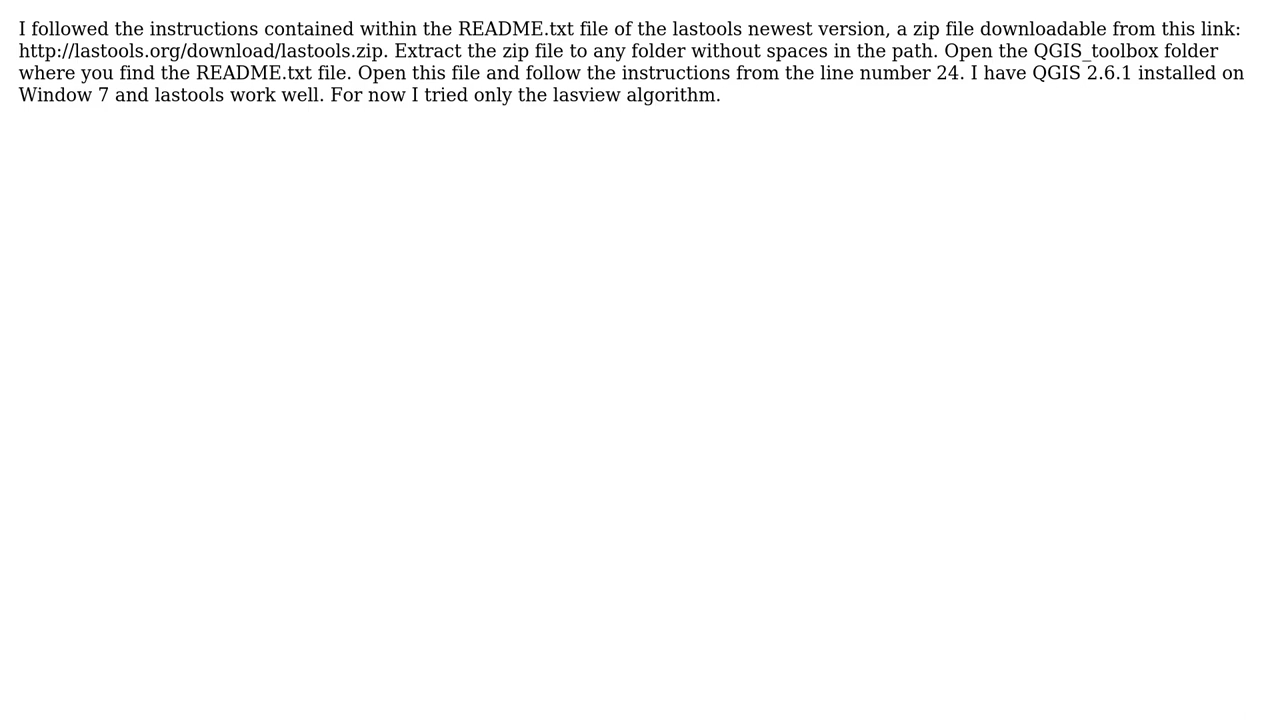 I followed the instructions contained within the README.txt file of the lastools newest version, a zip file downloadable from this link:
http://lastools.org/download/lastools.zip. Extract the zip file to any folder without spaces in the path. Open the QGIS_toolbox folder
where you find the README.txt file. Open this file and follow the instructions from the line number 24. I have QGIS 2.6.1 installed on
Window 7 and lastools work well. For now I tried only the lasview algorithm.